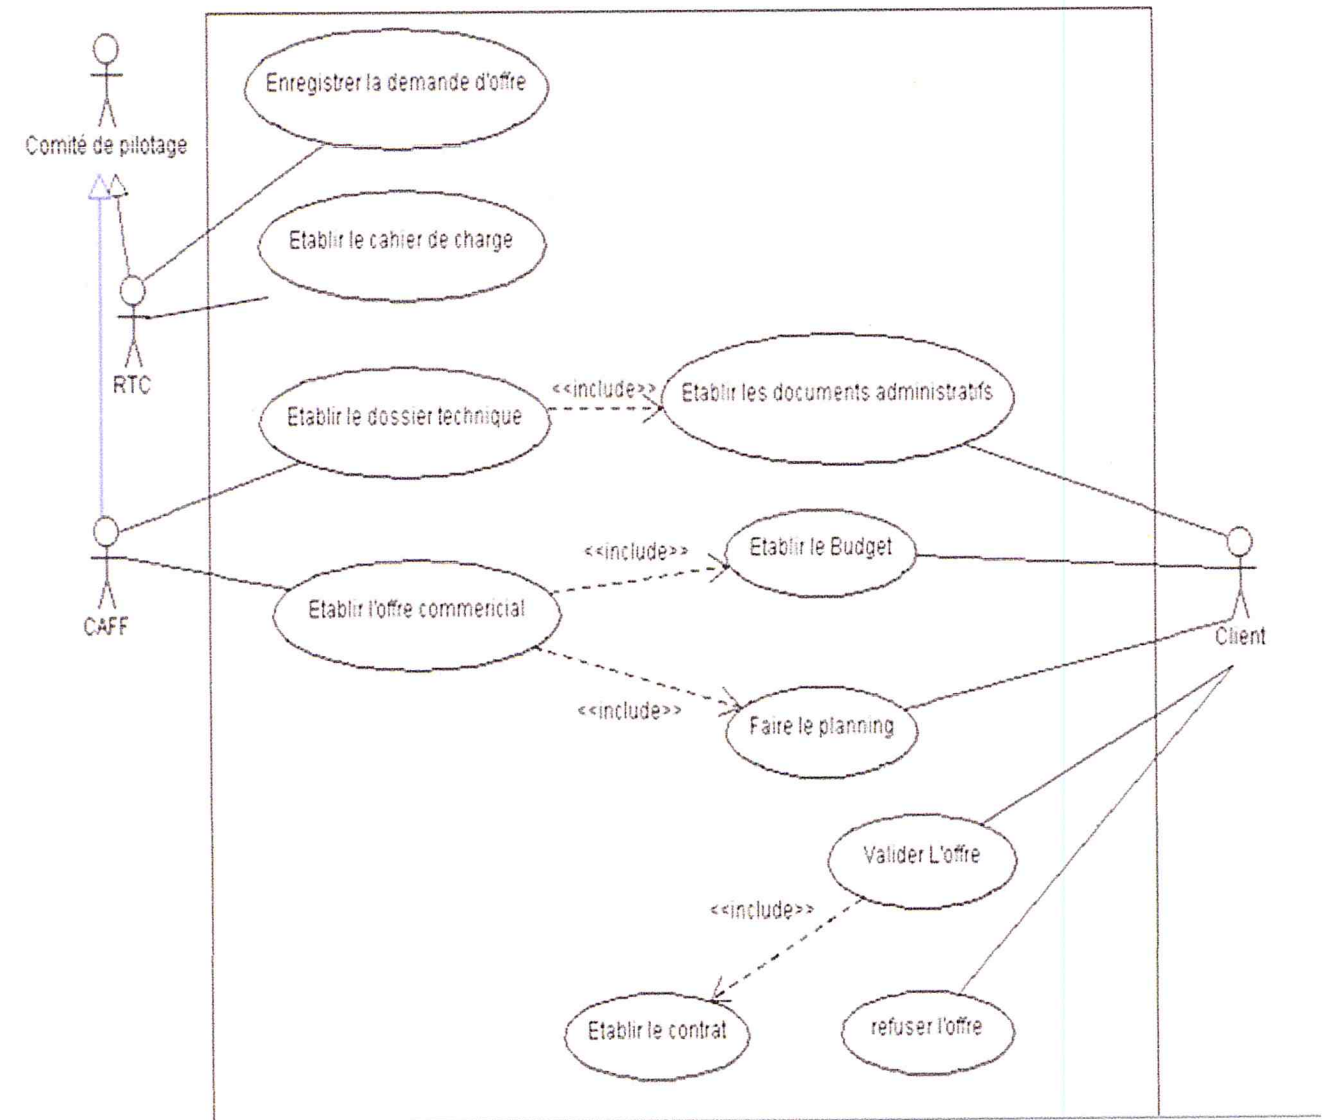 Enregistrer la demande d'offre
Comité de pilotage
Etablir le cahier de charge
RTC
Etablir le dossier technique
<<include>>
Etablir les documents administratifs
<<include>>
Etablir le Budget
Etablir l'offre commericial
CAFF
Client
<<include>>
Faire le planning
Valider L'offre
<<include>>
Etablir le contrat
refuser l'offre